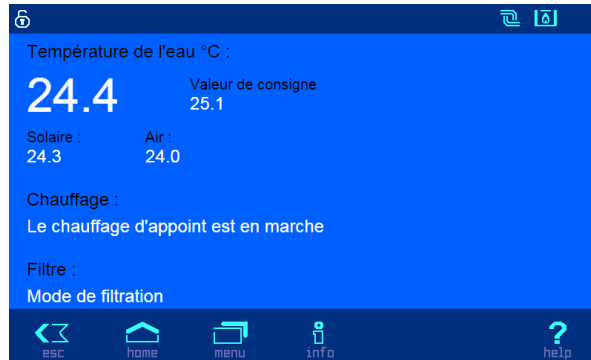 Température de l'eau °C :
24.4
Valeur de consigne
25.1
Solaire :
Air :
24.3
24.0
Chauffage :
Le chauffage d'appoint est en marche
Filtre :
Mode de filtration
esc home menu info help